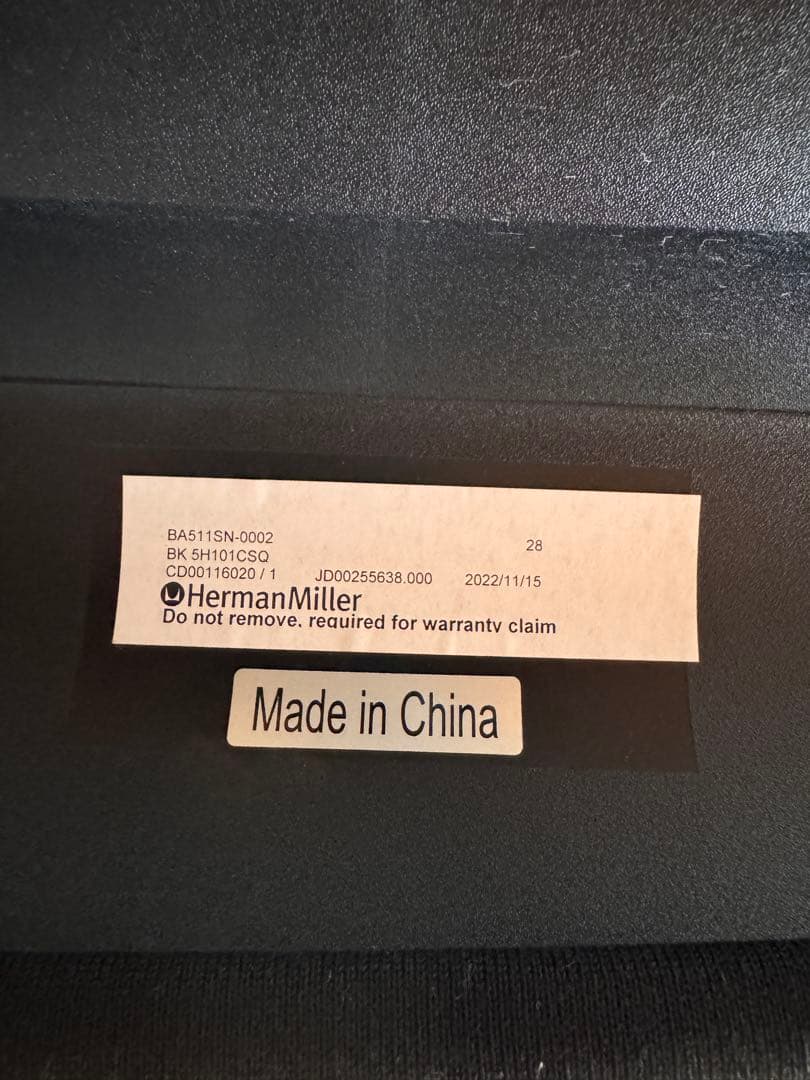 BA511SN-0002
28
BK 5H101CSQ
CD00116020 / 1 JD00255638.000 2022/11/15
HermanMiller
Do not remove, required for warranty claim
Made in China